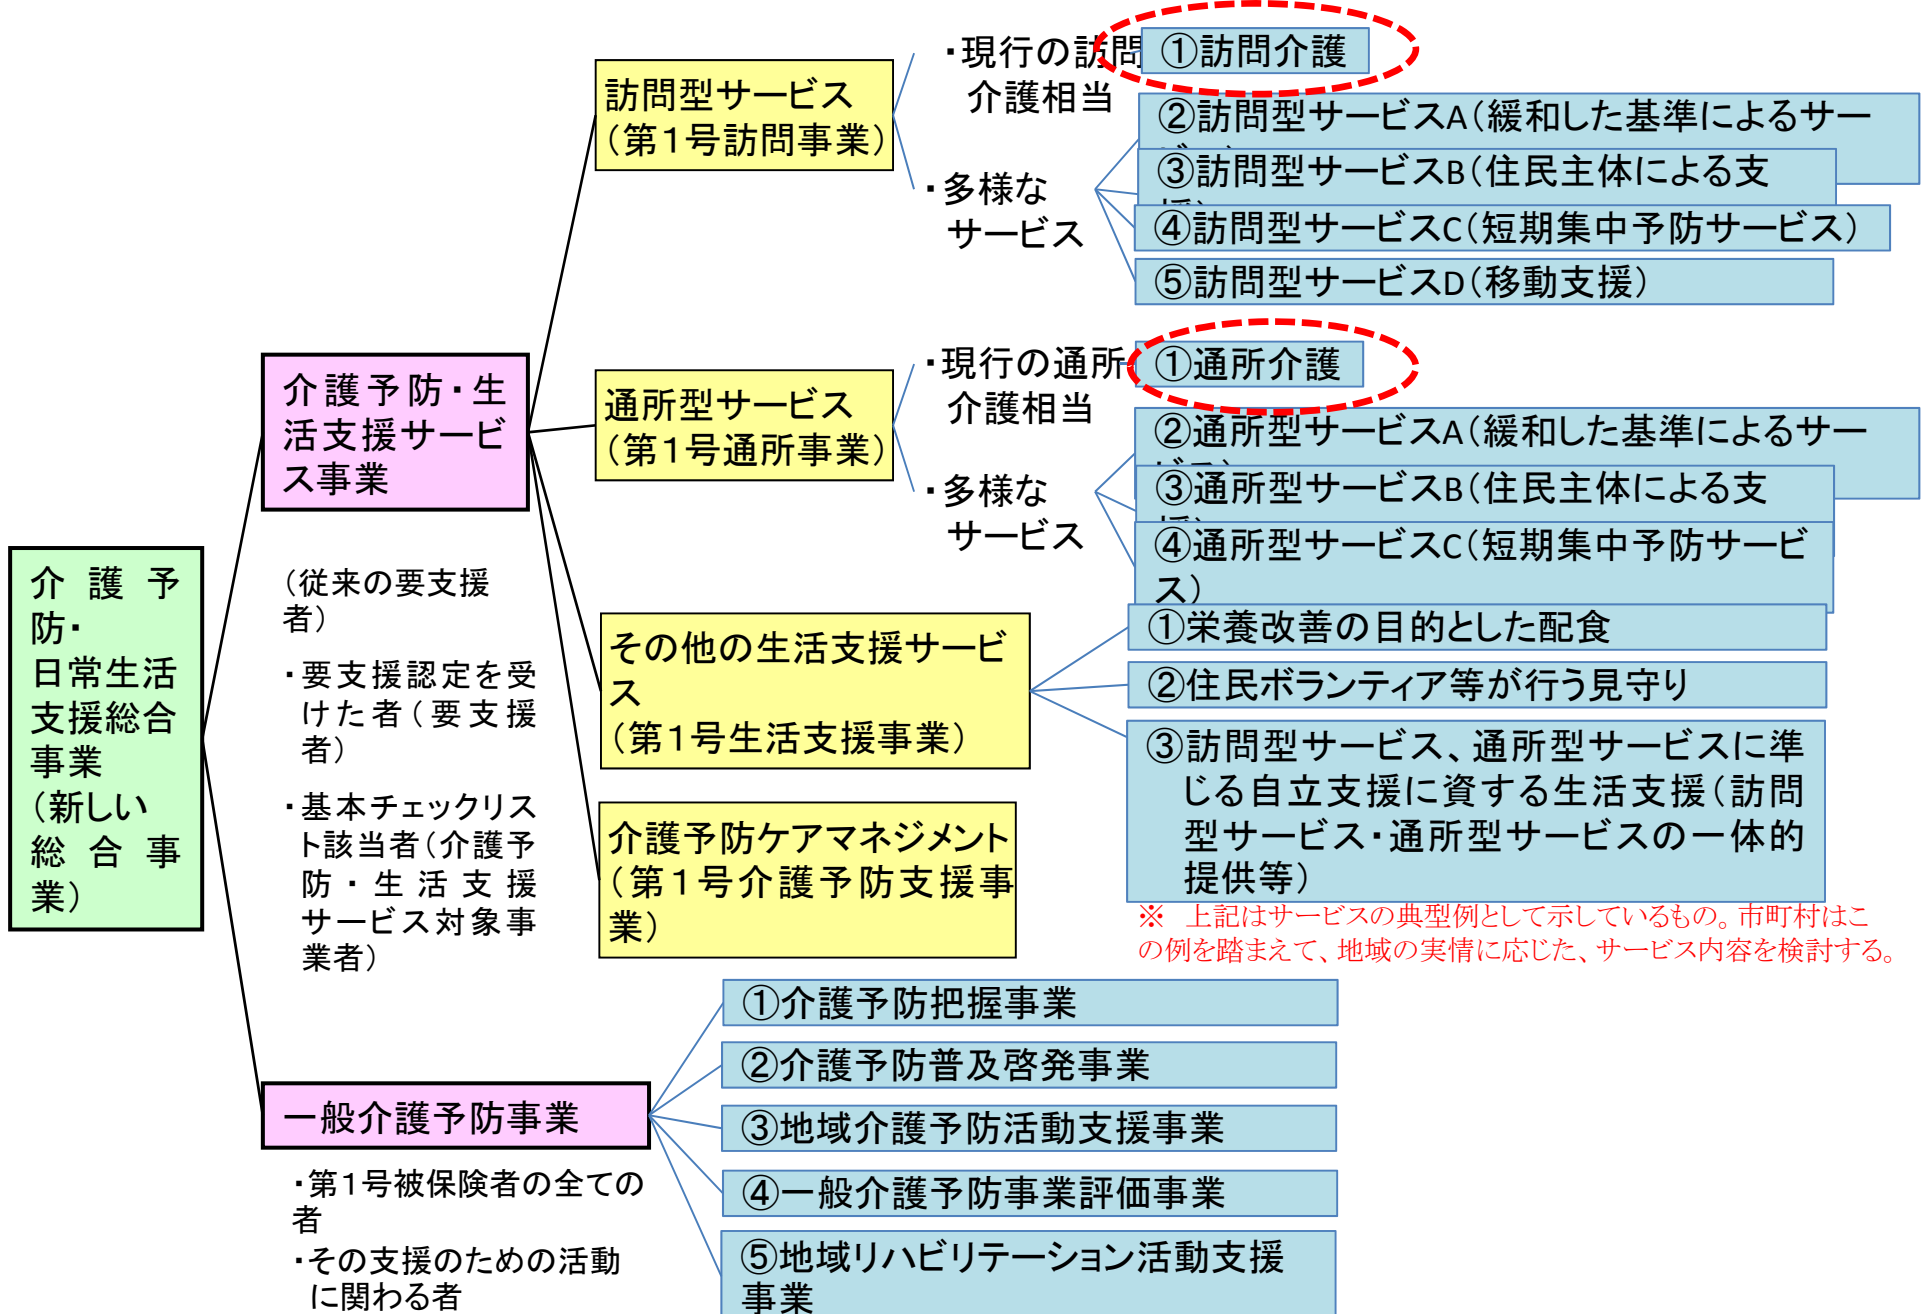 介護予
防・
日常生活
支援総合
事業
（新しい
総合事
業）
介護予防・生
活支援サービ
ス事業
（従来の要支援
者）
・要支援認定を受
けた者（要支援
者）
・基本チェックリス
ト該当者（介護予
防・生活支援
サービス対象事
業者）
訪問型サービス
（第１号訪問事業）
・現行の訪問
介護相当
①訪問介護
・多様な
サービス
②訪問型サービスA（緩和した基準によるサー
③訪問型サービスB（住民主体による支
④訪問型サービスC（短期集中予防サービス）
⑤訪問型サービスD（移動支援）
通所型サービス
（第１号通所事業）
・現行の通所
介護相当
①通所介護
・多様な
サービス
②通所型サービスA（緩和した基準によるサー
③通所型サービスB（住民主体による支
④通所型サービスC（短期集中予防サービ
ス）
その他の生活支援サービ
ス
（第１号生活支援事業）
①栄養改善の目的とした配食
②住民ボランティア等が行う見守り
③訪問型サービス、通所型サービスに準
じる自立支援に資する生活支援（訪問
型サービス・通所型サービスの一体的
提供等）
介護予防ケアマネジメント
（第１号介護予防支援事
業）
※　上記はサービスの典型例として示しているもの。市町村はこ
の例を踏まえて、地域の実情に応じた、サービス内容を検討する。
一般介護予防事業
・第１号被保険者の全ての
者
・その支援のための活動
に関わる者
①介護予防把握事業
②介護予防普及啓発事業
③地域介護予防活動支援事業
④一般介護予防事業評価事業
⑤地域リハビリテーション活動支援
事業